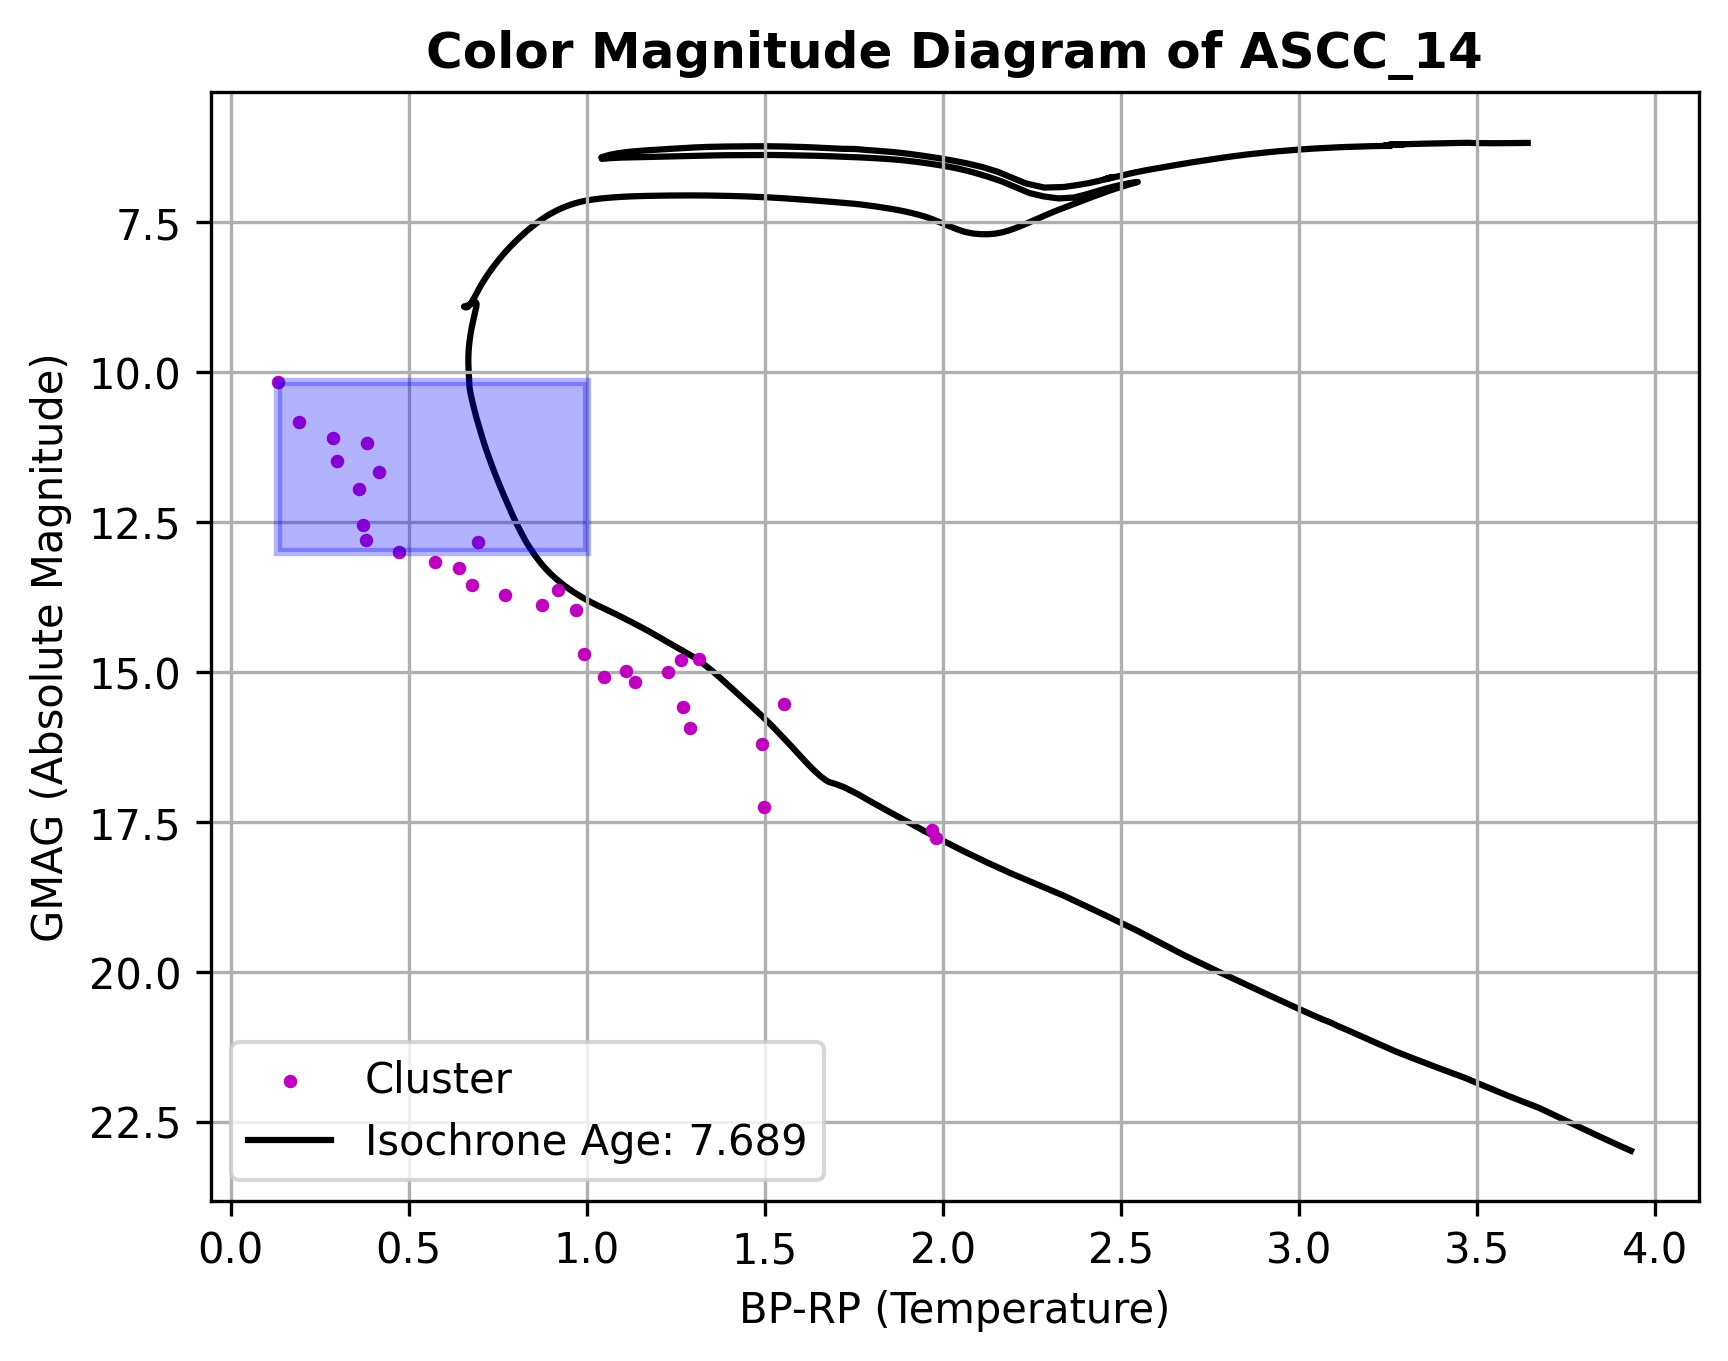 Color Magnitude Diagram of ASCC_14
GMAG (Absolute Magnitude)
7.5
10.0
12.5
15.0
17.5
20.0
22.5
Cluster
Isochrone Age: 7.689
0.0 0.5 1.0 1.5 2.0 2.5 3.0 3.5 4.0
BP-RP (Temperature)